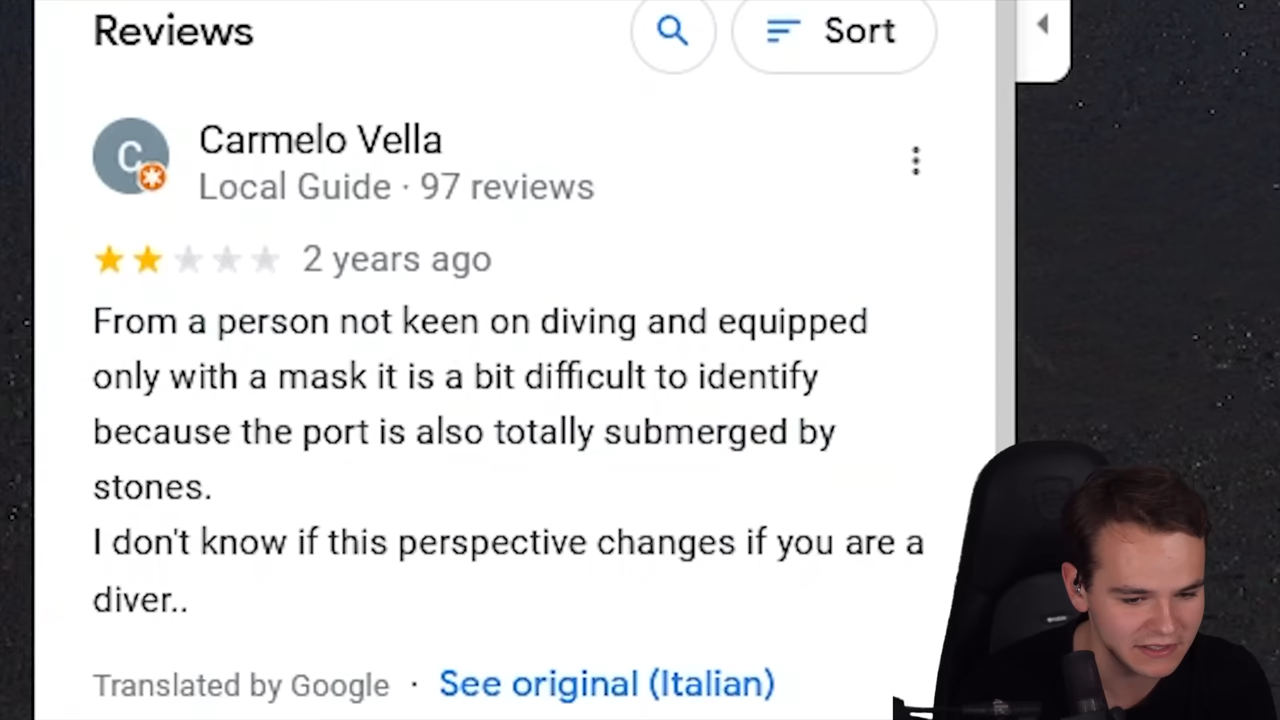 Reviews
Sort
C
Carmelo Vella
Local Guide · 97 reviews
2 years ago
From a person not keen on diving and equipped
only with a mask it is a bit difficult to identify
because the port is also totally submerged by
stones.
I don't know if this perspective changes if you are a
diver..
Translated by Google · See original (Italian)